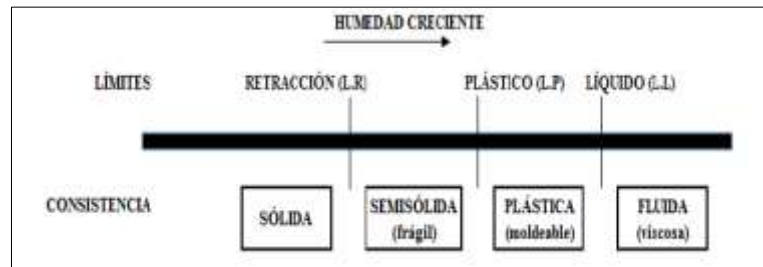 HUMEDAD CRECIENTE
LÍMITES RETRACCIÓN (L.R) PLÁSTICO (L.P) LÍQUIDO (L.L)
CONSISTENCIA
SÓLIDA
SEMISÓLIDA
(frágil)
PLÁSTICA
(moldeable)
FLUIDA
(viscosa)